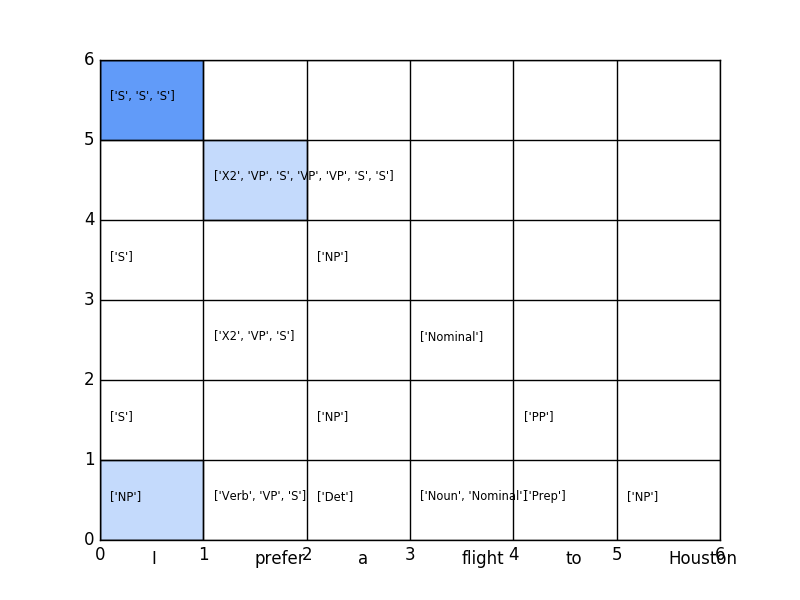 6
['S', 'S', 'S']
5
['X2', 'VP', 'S', 'VP', 'VP', 'S', 'S']
4
['S'] ['NP']
3
['X2', 'VP', 'S'] ['Nominal']
2
['S'] ['NP'] ['PP']
1
['NP'] ['Verb', 'VP', 'S'] ['Det'] ['Noun', 'Nominal'] ['Prep'] ['NP']
0
0 1 2 3 4 5 6
I prefer a flight to Houston